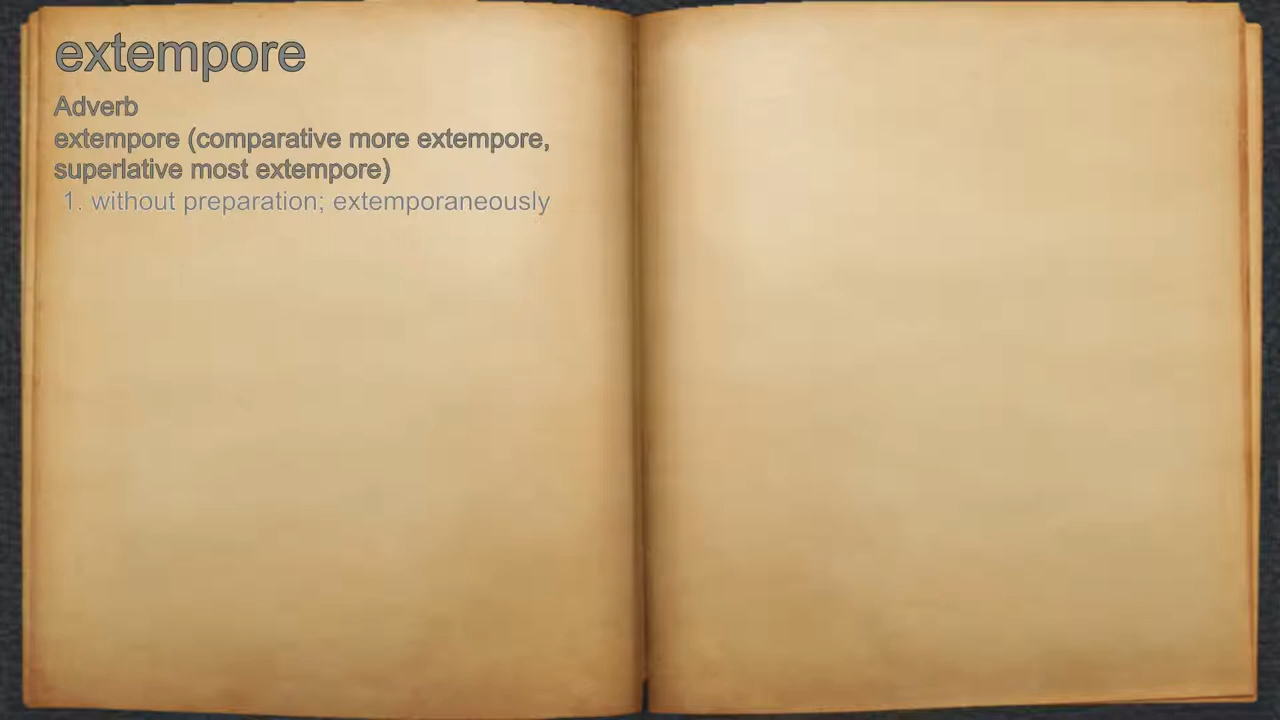 extempore
Adverb
extempore (comparative more extempore,
superlative most extempore)
1. without preparation; extemporaneously